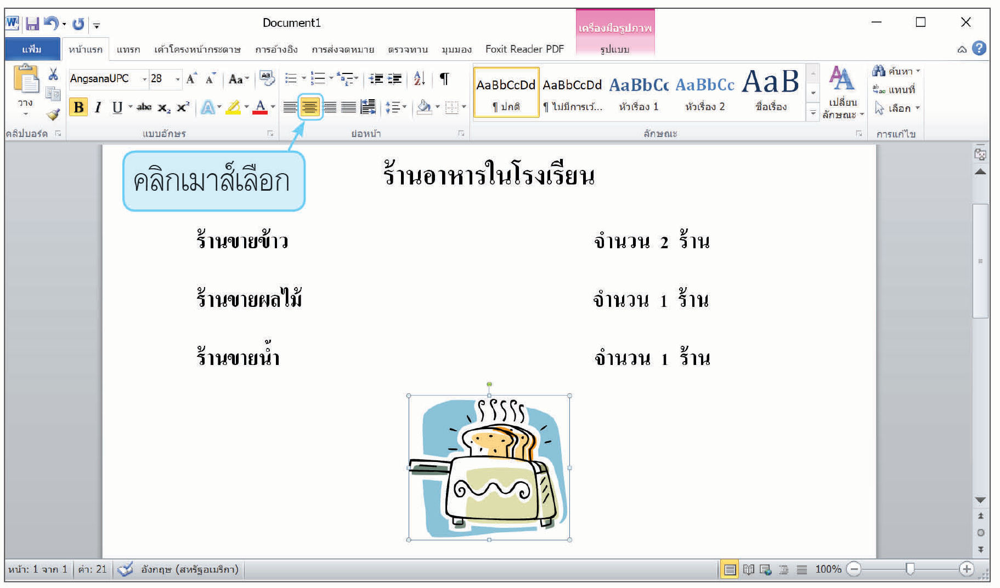 Document1
เครื่องมือรูปภาพ
แฟ้ม หน้าแรก แทรก เค้าโครงหน้ากระดาษ การอ้างอิง การส่งจดหมาย ตรวจทาน มุมมอง Foxit Reader PDF รูปแบบ
วาง
AngsanaUPC 28 Aa
B I U abc x₂ x² A A
AaBbCcDd AaBbCcDd AaBbCc AaBbCc AaB
¶ ปกติ ¶ ไม่มีการเว้... หัวเรื่อง 1 หัวเรื่อง 2 ชื่อเรื่อง
เปลี่ยน
ลักษณะ
ค้นหา
แทนที่
เลือก
คลิปบอร์ด แบบอักษร ย่อหน้า ลักษณะ การแก้ไข
คลิกเมาส์เลือก
ร้านอาหารในโรงเรียน
ร้านขายข้าว จำนวน 2 ร้าน
ร้านขายผลไม้ จำนวน 1 ร้าน
ร้านขายน้ำ จำนวน 1 ร้าน
หน้า: 1 จาก 1 คำ: 21 อังกฤษ (สหรัฐอเมริกา) 100%